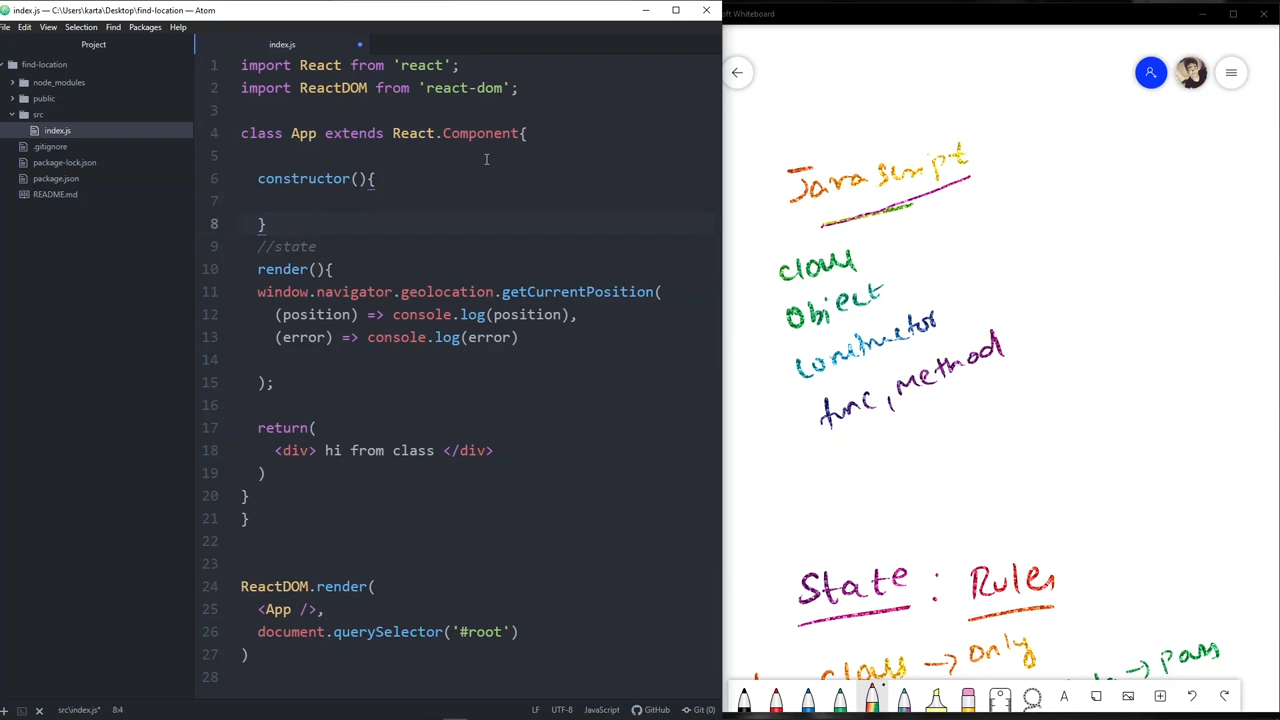 index.js — C:\Users\karta\Desktop\find-location — Atom
File Edit View Selection Find Packages Help
Project
find-location
node_modules
public
src
index.js
.gitignore
package-lock.json
package.json
README.md
index.js
1 import React from 'react';
2 import ReactDOM from 'react-dom';
3
4 class App extends React.Component{
5
6 constructor(){
7
8 }
9 //state
10 render(){
11 window.navigator.geolocation.getCurrentPosition(
12 (position) => console.log(position),
13 (error) => console.log(error)
14
15 );
16
17 return(
18 <div> hi from class </div>
19 )
20 }
21 }
22
23
24 ReactDOM.render(
25 <App />,
26 document.querySelector('#root')
27 )
28
src\index.js* 8:4 LF UTF-8 JavaScript GitHub Git (0)
oft Whiteboard
JavaScript
class
Object
constructor
func, method
State : Rules
class → only
→ pass